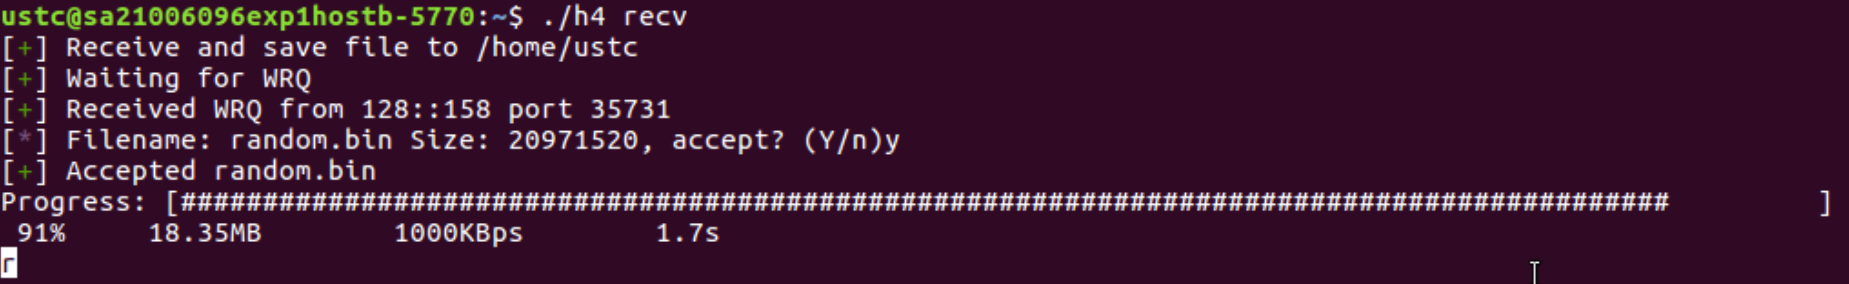 ustc@sa21006096exp1hostb-5770:~$ ./h4 recv
[+] Receive and save file to /home/ustc
[+] Waiting for WRQ
[+] Received WRQ from 128::158 port 35731
[*] Filename: random.bin Size: 20971520, accept? (Y/n)y
[+] Accepted random.bin
Progress: [###########################################################################################         ]
 91%     18.35MB        1000KBps        1.7s
r